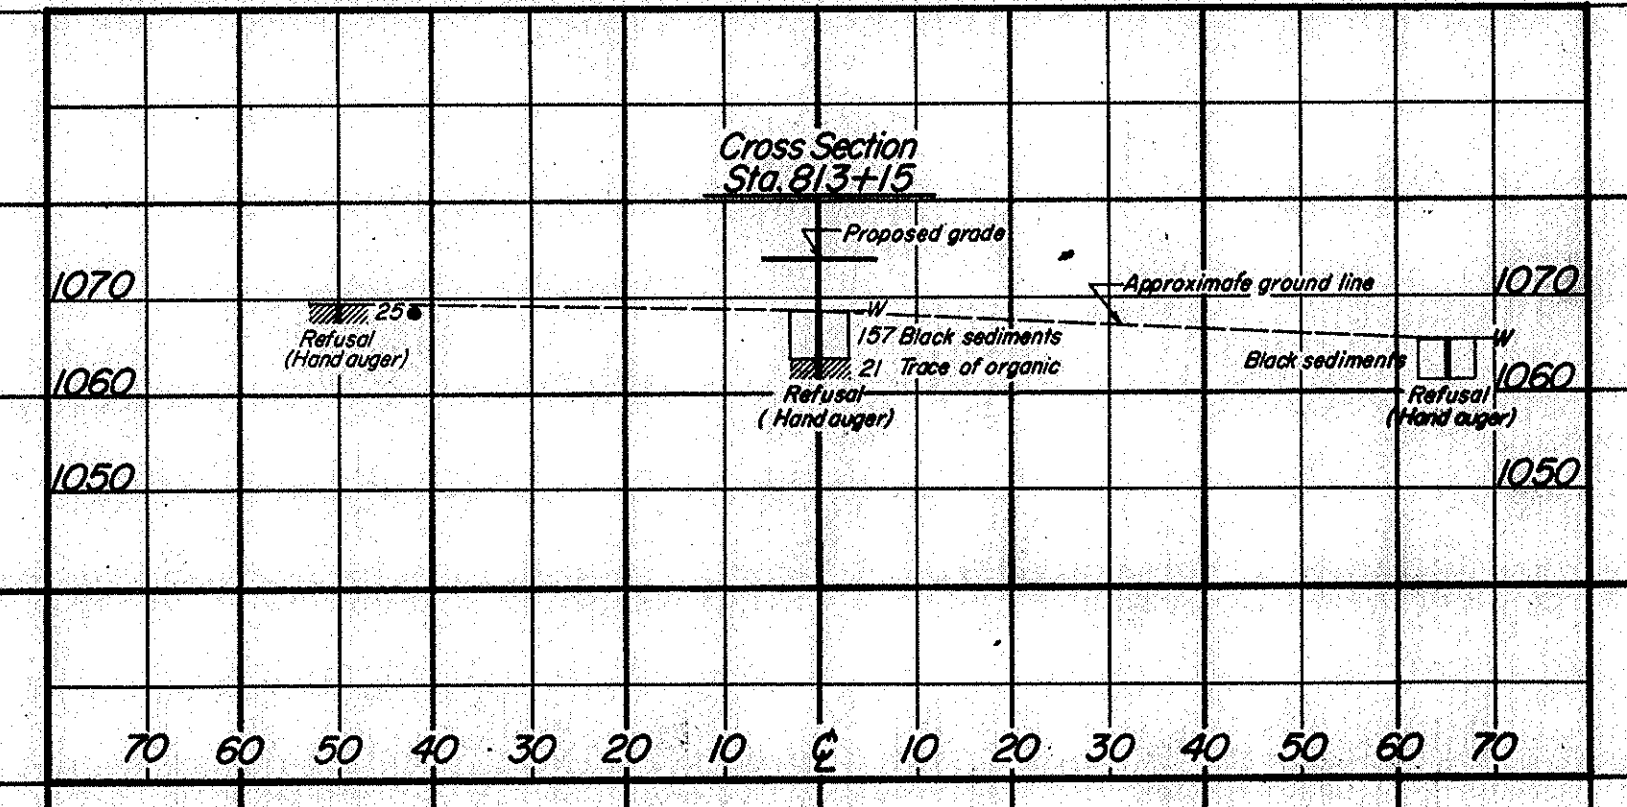 Cross Section
Sta. 813+15
Proposed grade
1070
Approximate ground line
1070
25
W
Refusal
(Hand auger)
157 Black sediments
W
21 Trace of organic
Black sediments
1060
1060
Refusal
(Hand auger)
Refusal
(Hand auger)
1050
1050
70 60 50 40 30 20 10 ℄ 10 20 30 40 50 60 70